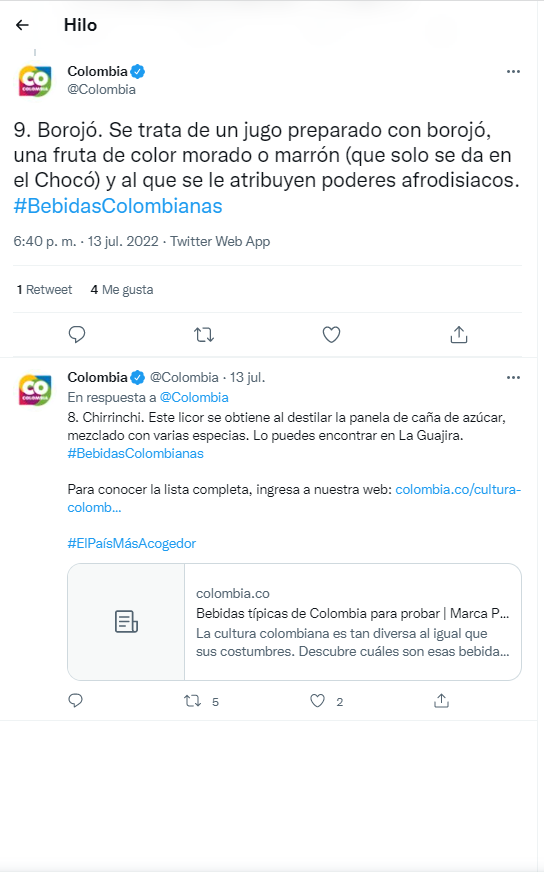 Hilo
CO
COLOMBIA
Colombia
@Colombia
9. Borojó. Se trata de un jugo preparado con borojó,
una fruta de color morado o marrón (que solo se da en
el Chocó) y al que se le atribuyen poderes afrodisiacos.
#BebidasColombianas
6:40 p. m. · 13 jul. 2022 · Twitter Web App
1 Retweet 4 Me gusta
CO
COLOMBIA
Colombia @Colombia · 13 jul.
En respuesta a @Colombia
8. Chirrinchi. Este licor se obtiene al destilar la panela de caña de azúcar,
mezclado con varias especias. Lo puedes encontrar en La Guajira.
#BebidasColombianas
Para conocer la lista completa, ingresa a nuestra web: colombia.co/cultura-
colomb...
#ElPaísMásAcogedor
colombia.co
Bebidas típicas de Colombia para probar | Marca P...
La cultura colombiana es tan diversa al igual que
sus costumbres. Descubre cuáles son esas bebida...
5 2